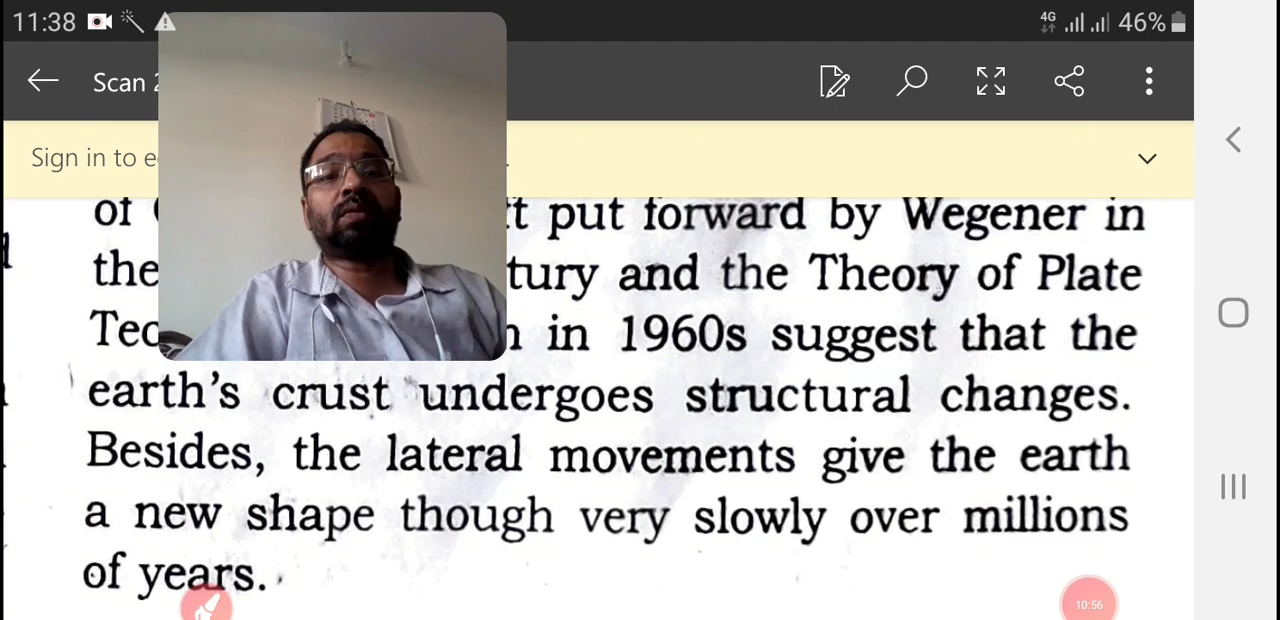 11:38 4G 46%
Scan
Sign in to
of put forward by Wegener in
the and the Theory of Plate
in 1960s suggest that the
earth's crust undergoes structural changes.
Besides, the lateral movements give the earth
a new shape though very slowly over millions
of years.
10:56